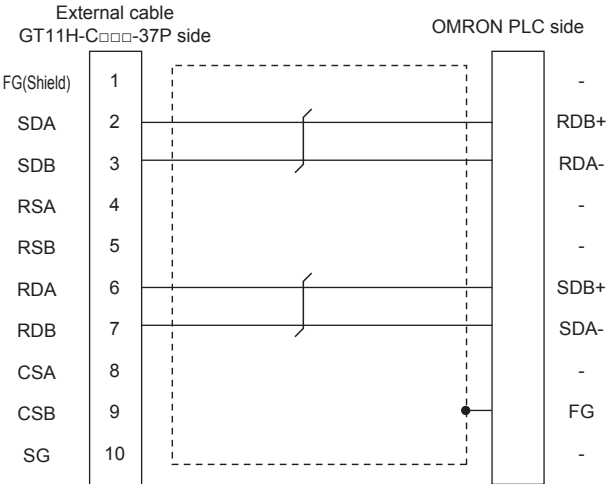 External cable
GT11H-C□□□-37P side
OMRON PLC side
FG(Shield) 1 -
SDA 2 RDB+
SDB 3 RDA-
RSA 4 -
RSB 5 -
RDA 6 SDB+
RDB 7 SDA-
CSA 8 -
CSB 9 FG
SG 10 -